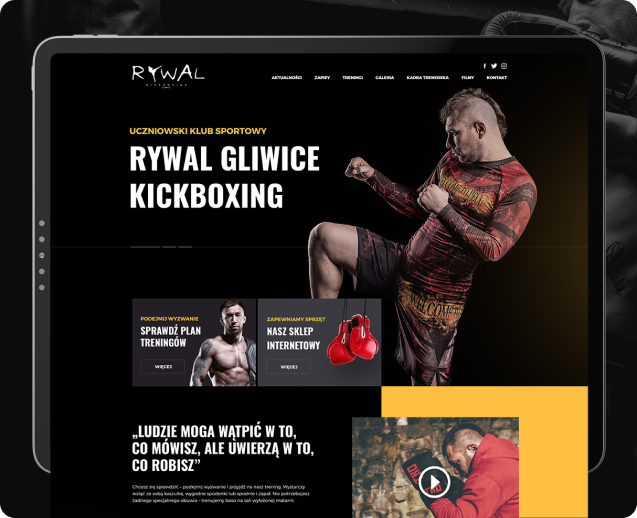 RYWAL
KICKBOXING
AKTUALNOŚCI ZAPISY TRENINGI GALERIA KADRA TRENERSKA FILMY KONTAKT
UCZNIOWSKI KLUB SPORTOWY
RYWAL GLIWICE
KICKBOXING
PODEJMIJ WYZWANIE
SPRAWDŹ PLAN
TRENINGÓW
WIĘCEJ
ZAPEWNIAMY SPRZĘT
NASZ SKLEP
INTERNETOWY
WIĘCEJ
„LUDZIE MOGA WĄTPIĆ W TO,
CO MÓWISZ, ALE UWIERZĄ W TO,
CO ROBISZ”
Chcesz się sprawdzić – podejmij wyzwanie i przyjdź na nasz trening. Wystarczy
wziąć ze sobą koszulkę, wygodne spodenki lub spodnie i zapał. Nie potrzebujesz
żadnego specjalnego obuwia – trenujemy boso na sali wyłożonej matami.